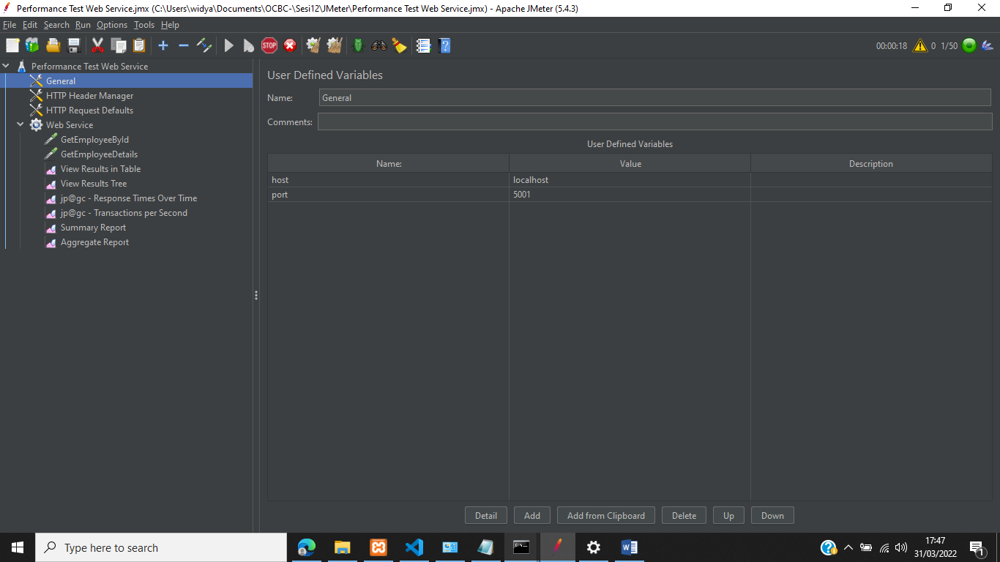 Performance Test Web Service.jmx (C:\Users\widya\Documents\OCBC-\Sesi12\JMeter\Performance Test Web Service.jmx) - Apache JMeter (5.4.3)
File Edit Search Run Options Tools Help
STOP 00:00:18 0 1/50
Performance Test Web Service
General
HTTP Header Manager
HTTP Request Defaults
Web Service
GetEmployeeById
GetEmployeeDetails
View Results in Table
View Results Tree
jp@gc - Response Times Over Time
jp@gc - Transactions per Second
Summary Report
Aggregate Report
User Defined Variables
Name: General
Comments:
User Defined Variables
Name: Value Description
host localhost
port 5001
Detail Add Add from Clipboard Delete Up Down
Type here to search
17:47
31/03/2022
1